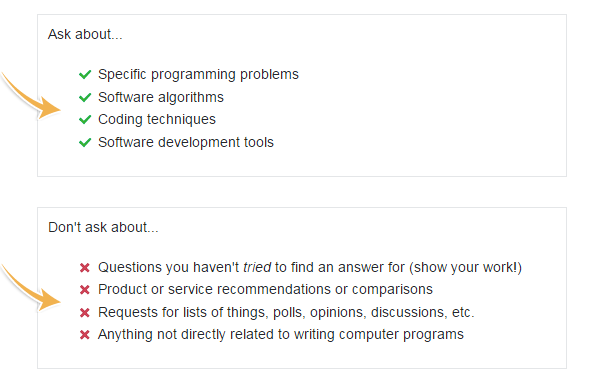 Ask about...
Specific programming problems
Software algorithms
Coding techniques
Software development tools
Don't ask about...
Questions you haven't tried to find an answer for (show your work!)
Product or service recommendations or comparisons
Requests for lists of things, polls, opinions, discussions, etc.
Anything not directly related to writing computer programs